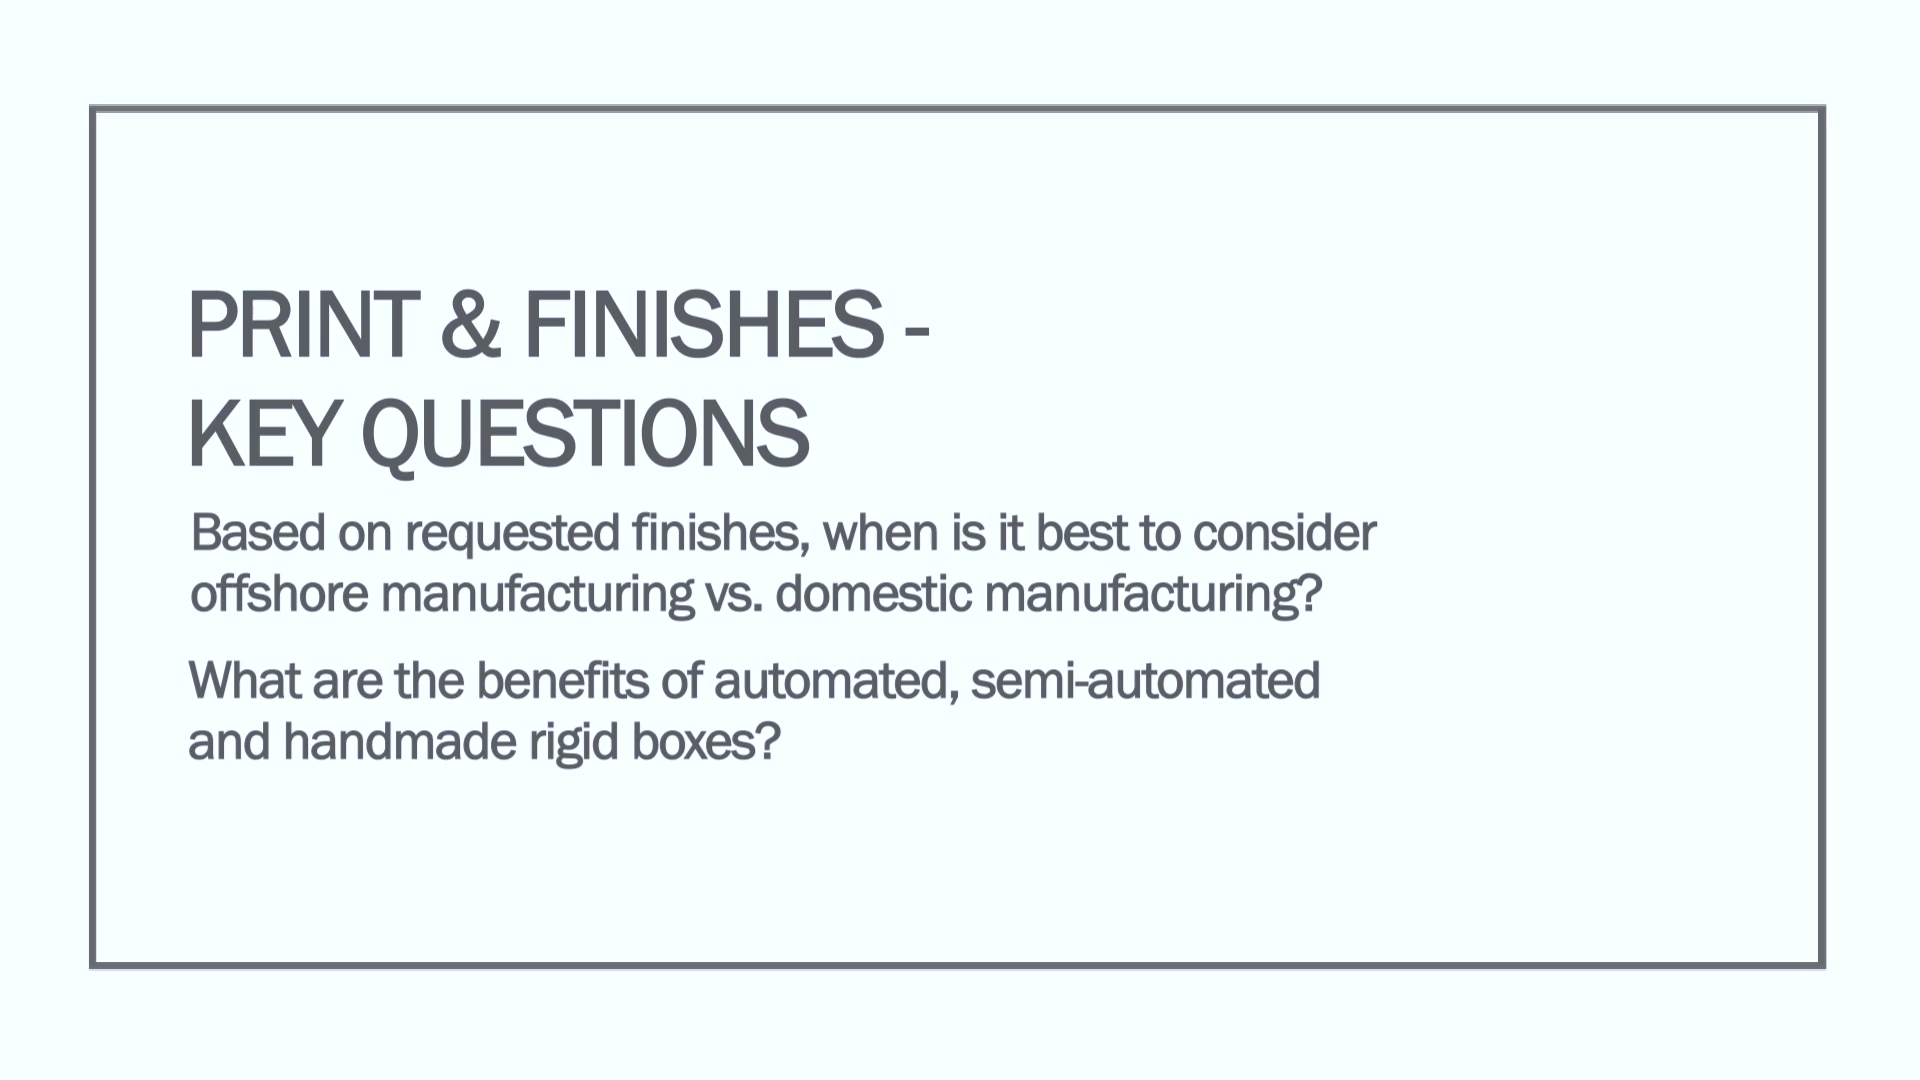 PRINT & FINISHES -
KEY QUESTIONS
Based on requested finishes, when is it best to consider
offshore manufacturing vs. domestic manufacturing?
What are the benefits of automated, semi-automated
and handmade rigid boxes?